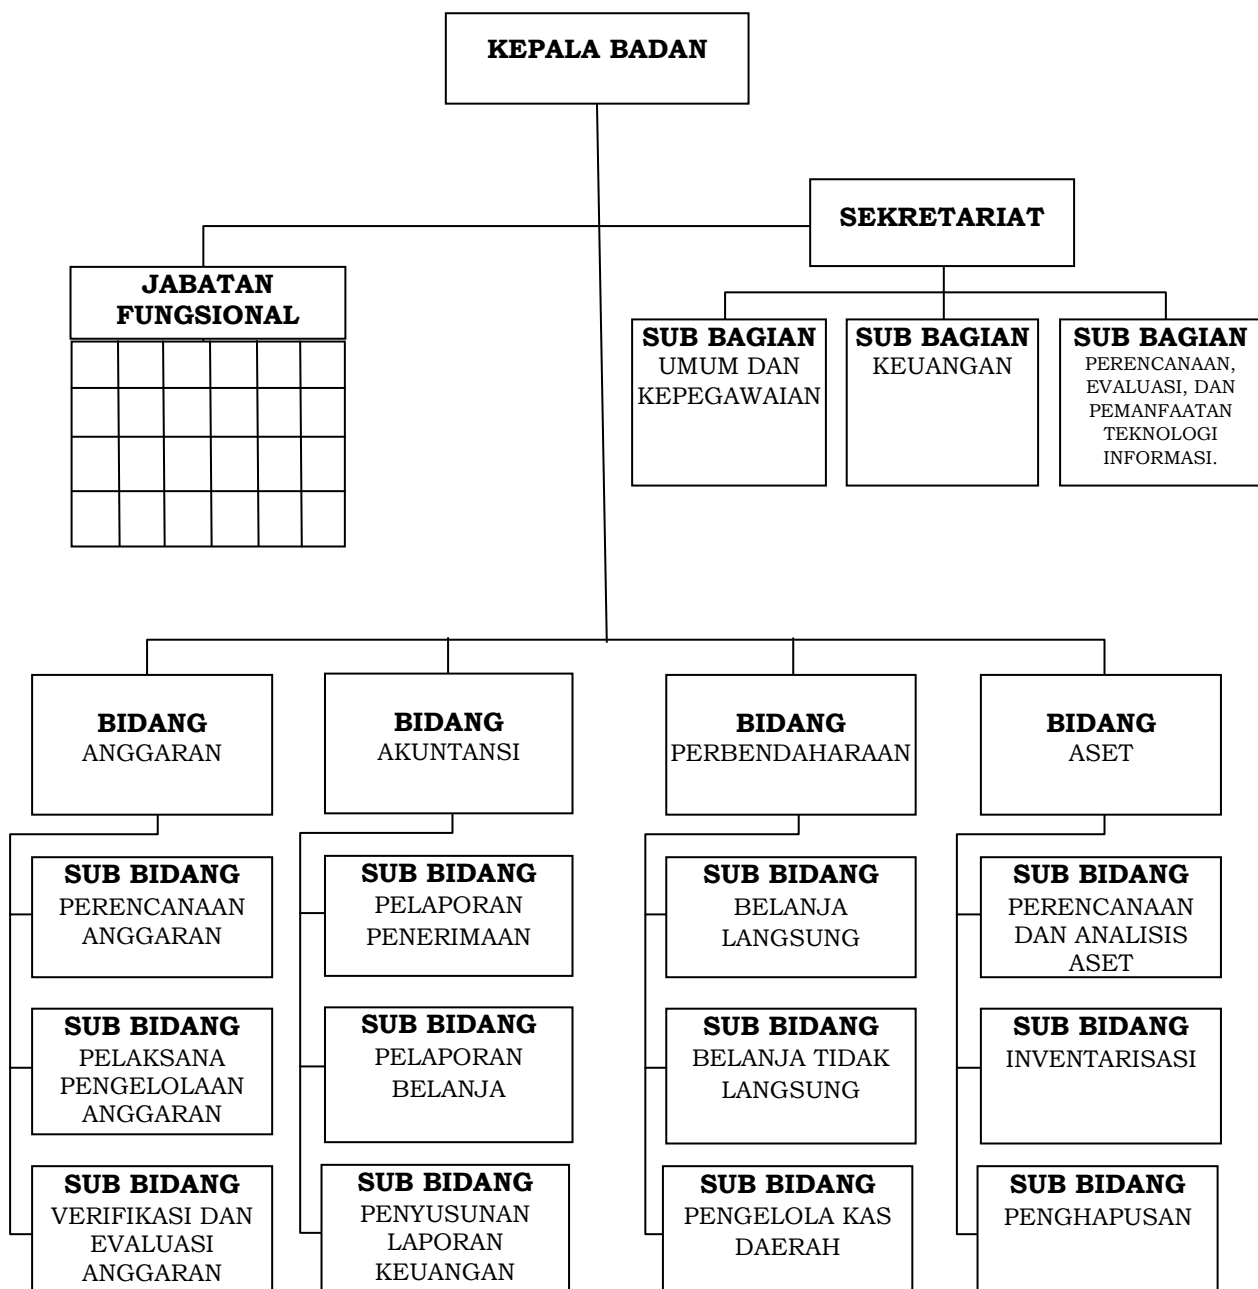 KEPALA BADAN
SEKRETARIAT
JABATAN
FUNGSIONAL
SUB BAGIAN
UMUM DAN
KEPEGAWAIAN
SUB BAGIAN
KEUANGAN
SUB BAGIAN
PERENCANAAN,
EVALUASI, DAN
PEMANFAATAN
TEKNOLOGI
INFORMASI.
BIDANG
ANGGARAN
BIDANG
AKUNTANSI
BIDANG
PERBENDAHARAAN
BIDANG
ASET
SUB BIDANG
PERENCANAAN
ANGGARAN
SUB BIDANG
PELAPORAN
PENERIMAAN
SUB BIDANG
BELANJA
LANGSUNG
SUB BIDANG
PERENCANAAN
DAN ANALISIS
ASET
SUB BIDANG
PELAKSANA
PENGELOLAAN
ANGGARAN
SUB BIDANG
PELAPORAN
BELANJA
SUB BIDANG
BELANJA TIDAK
LANGSUNG
SUB BIDANG
INVENTARISASI
SUB BIDANG
VERIFIKASI DAN
EVALUASI
ANGGARAN
SUB BIDANG
PENYUSUNAN
LAPORAN
KEUANGAN
SUB BIDANG
PENGELOLA KAS
DAERAH
SUB BIDANG
PENGHAPUSAN